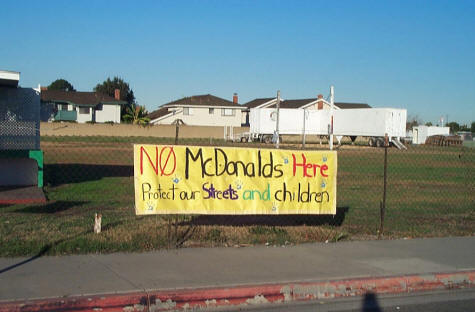 NO McDonalds Here
Protect our Streets and children